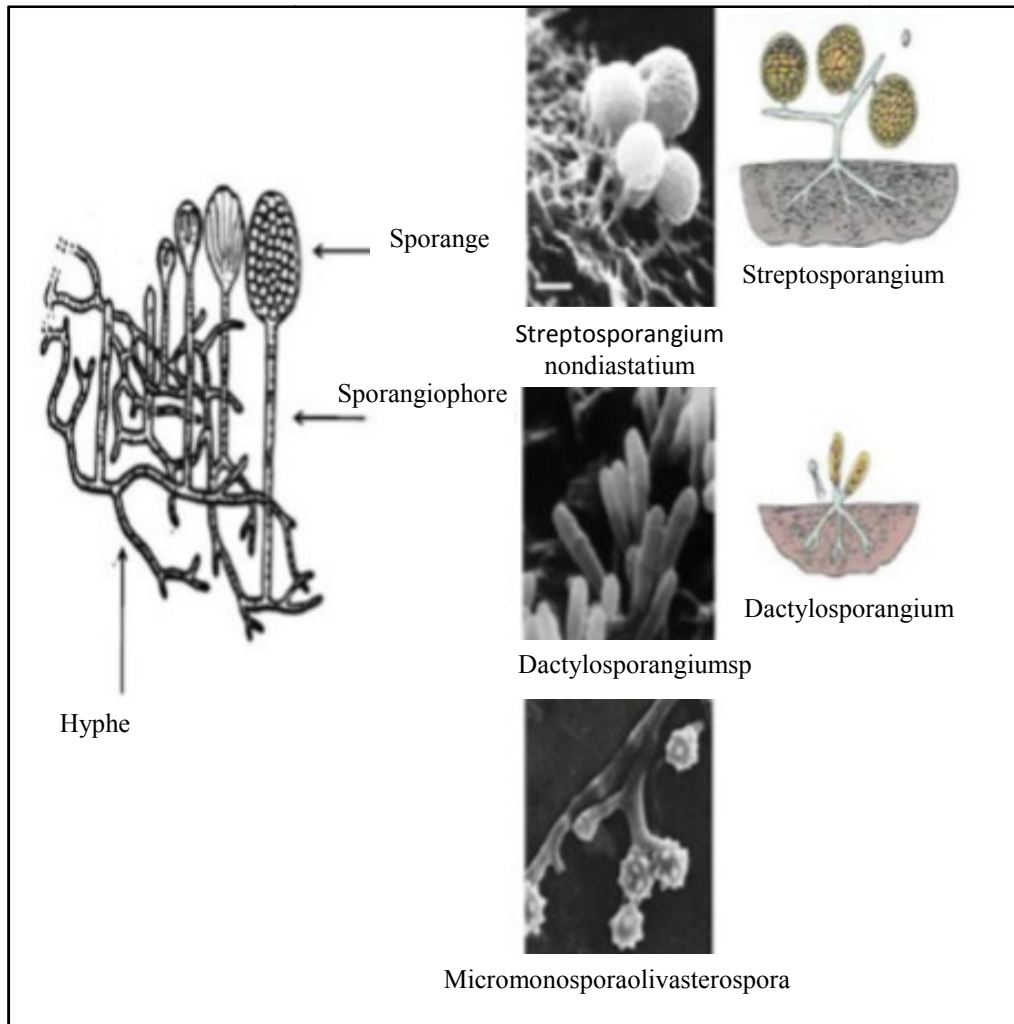 Sporange
Sporangiophore
Hyphe
Streptosporangium
nondiastatium
Streptosporangium
Dactylosporangiumsp
Dactylosporangium
Micromonosporaolivasterospora